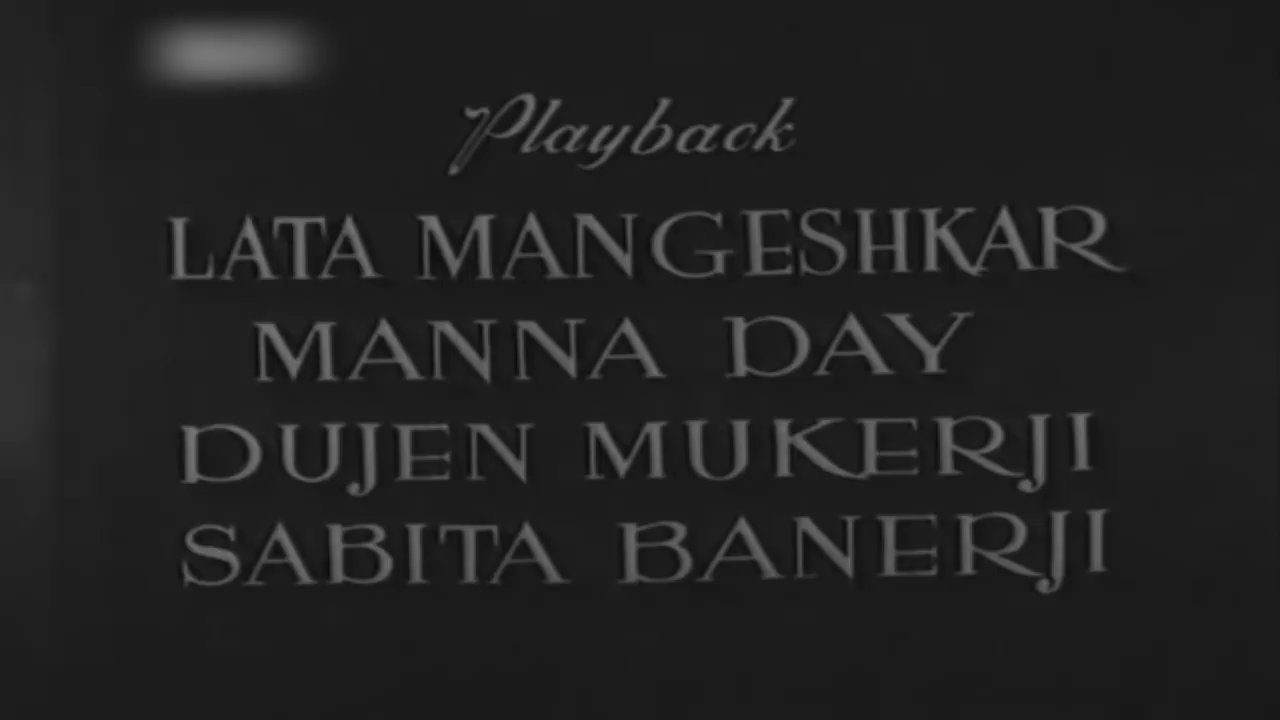 Playback
LATA MANGESHKAR
MANNA DAY
DUJEN MUKERJI
SABITA BANERJI